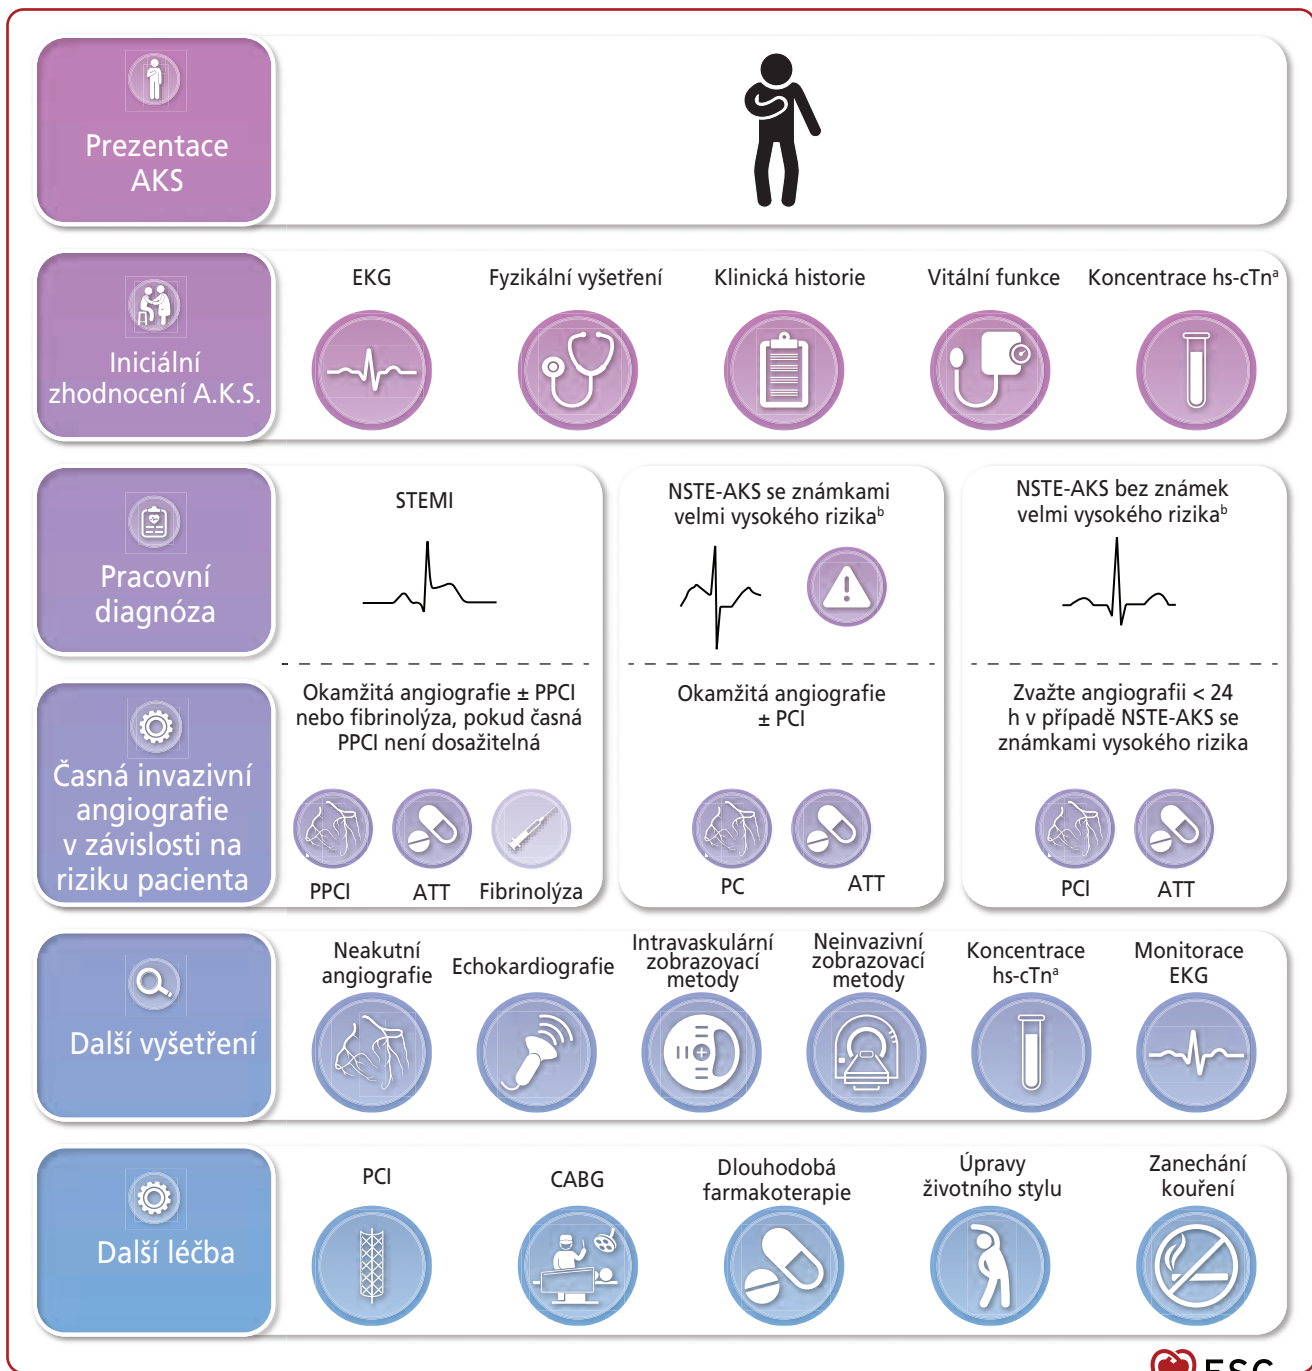 Prezentace
AKS
Iniciální
zhodnocení A.K.S.
EKG
Fyzikální vyšetření
Klinická historie
Vitální funkce
Koncentrace hs-cTnᵃ
Pracovní
diagnóza
STEMI
NSTE-AKS se známkami
velmi vysokého rizikaᵇ
NSTE-AKS bez známek
velmi vysokého rizikaᵇ
Časná invazivní
angiografie
v závislosti na
riziku pacienta
Okamžitá angiografie ± PPCI
nebo fibrinolýza, pokud časná
PPCI není dosažitelná
PPCI
ATT
Fibrinolýza
Okamžitá angiografie
± PCI
PC
ATT
Zvažte angiografii < 24
h v případě NSTE-AKS se
známkami vysokého rizika
PCI
ATT
Další vyšetření
Neakutní
angiografie
Echokardiografie
Intravaskulární
zobrazovací
metody
Neinvazivní
zobrazovací
metody
Koncentrace
hs-cTnᵃ
Monitorace
EKG
Další léčba
PCI
CABG
Dlouhodobá
farmakoterapie
Úpravy
životního stylu
Zanechání
kouření
ESC